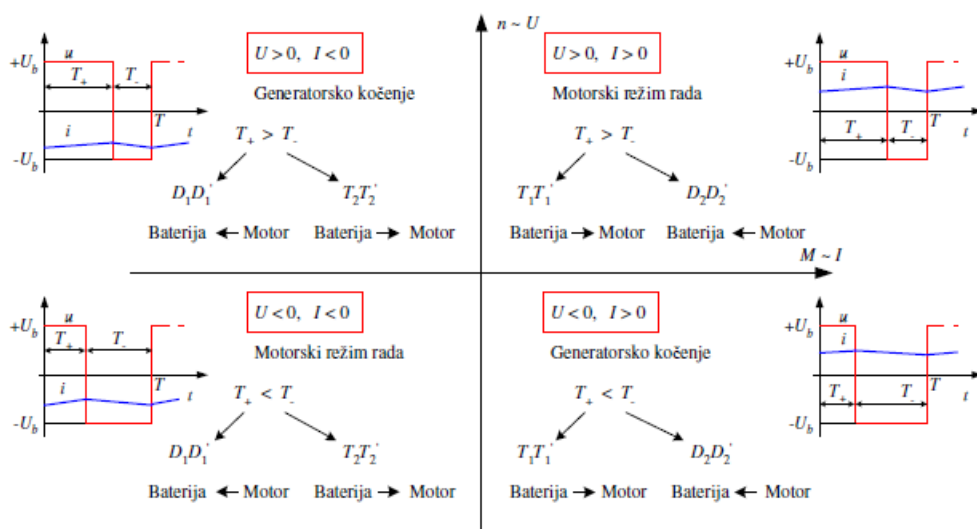 n ~ U
U > 0, I < 0
U > 0, I > 0
+U_b
u
T_+
T_-
T
t
i
-U_b
Generatorsko kočenje
T_+ > T_-
D_1D_1'
T_2T_2'
Baterija ← Motor
Baterija → Motor
Motorski režim rada
T_+ > T_-
T_1T_1'
D_2D_2'
Baterija → Motor
Baterija ← Motor
+U_b
u
i
T
t
T_+
T_-
-U_b
M ~ I
U < 0, I < 0
U < 0, I > 0
+U_b
u
T_+
T_-
T
t
i
-U_b
Motorski režim rada
T_+ < T_-
D_1D_1'
T_2T_2'
Baterija ← Motor
Baterija → Motor
Generatorsko kočenje
T_+ < T_-
T_1T_1'
D_2D_2'
Baterija → Motor
Baterija ← Motor
+U_b
u
i
T
t
T_+
T_-
-U_b